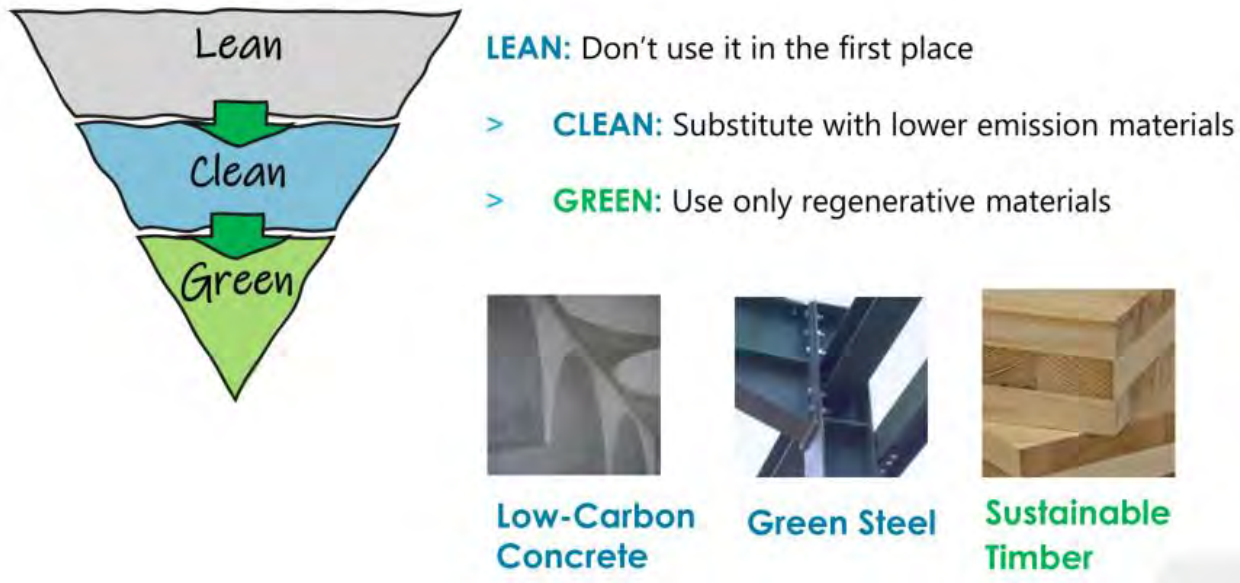 Lean
Clean
Green
LEAN: Don't use it in the first place
> CLEAN: Substitute with lower emission materials
> GREEN: Use only regenerative materials
Low-Carbon
Concrete
Green Steel
Sustainable
Timber